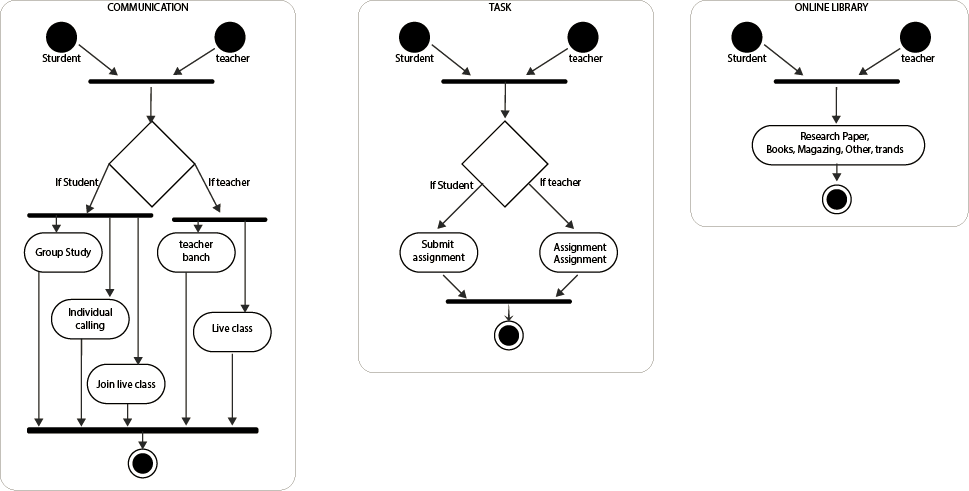 COMMUNICATION
Sturdent
teacher
If Student
If teacher
Group Study
teacher
banch
Individual
calling
Live class
Join live class
TASK
Sturdent
teacher
If Student
If teacher
Submit
assignment
Assignment
Assignment
ONLINE LIBRARY
Sturdent
teacher
Research Paper,
Books, Magazing, Other, trands